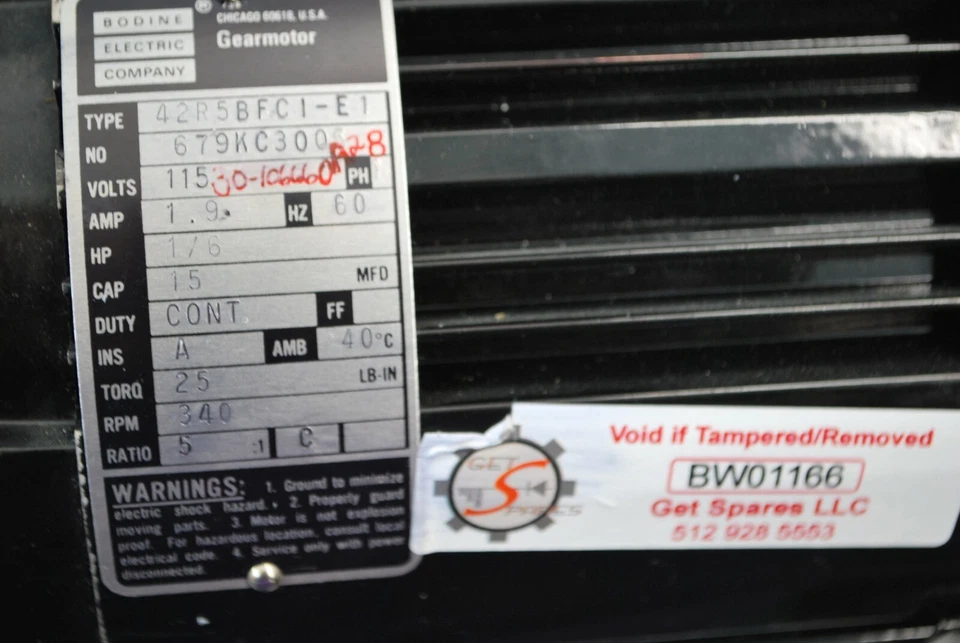 BODINE
ELECTRIC
COMPANY
®
CHICAGO 60618, U.S.A.
Gearmotor
TYPE 42R5BFCI-E1
NO 679KC300
VOLTS 115 PH
AMP 1.9 HZ 60
HP 1/6
CAP 15 MFD
DUTY CONT. FF
INS A AMB 40°C
TORQ 25 LB-IN
RPM 340
RATIO 5 :1 C
WARNINGS: 1. Ground to minimize
electric shock hazard. 2. Properly guard
moving parts. 3. Motor is not explosion
proof. For hazardous location, consult local
electrical code. 4. Service only with power
disconnected.
GET
SPARES
Void if Tampered/Removed
BW01166
Get Spares LLC
512 928 5553